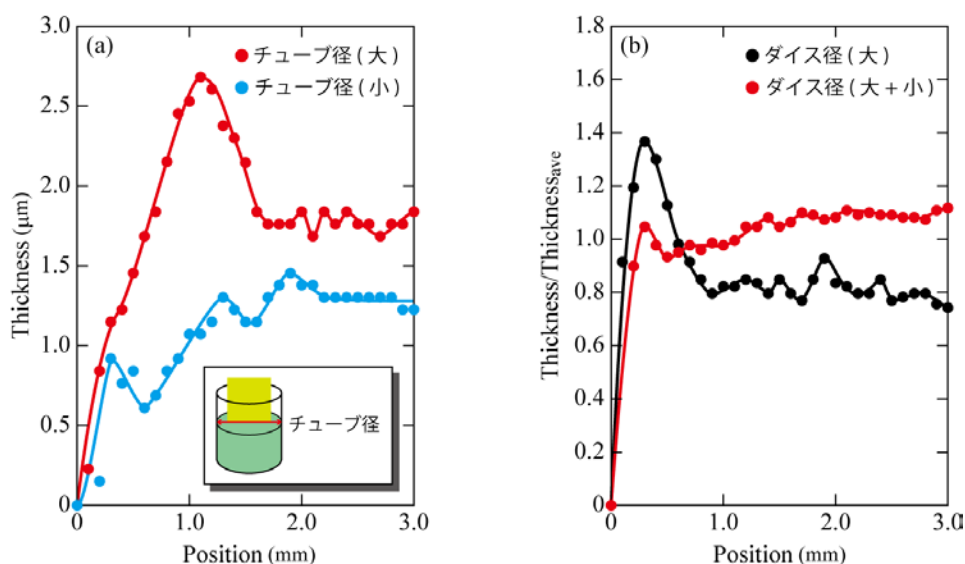 (a)
チューブ径 ( 大 )
チューブ径 ( 小 )
Thickness (μm)
3.0
2.5
2.0
1.5
1.0
0.5
0
0 1.0 2.0 3.0
Position (mm)
チューブ径
(b)
ダイス径 ( 大 )
ダイス径 ( 大 + 小 )
Thickness/Thicknessave
1.8
1.6
1.4
1.2
1.0
0.8
0.6
0.4
0.2
0
0 1.0 2.0 3.0
Position (mm)